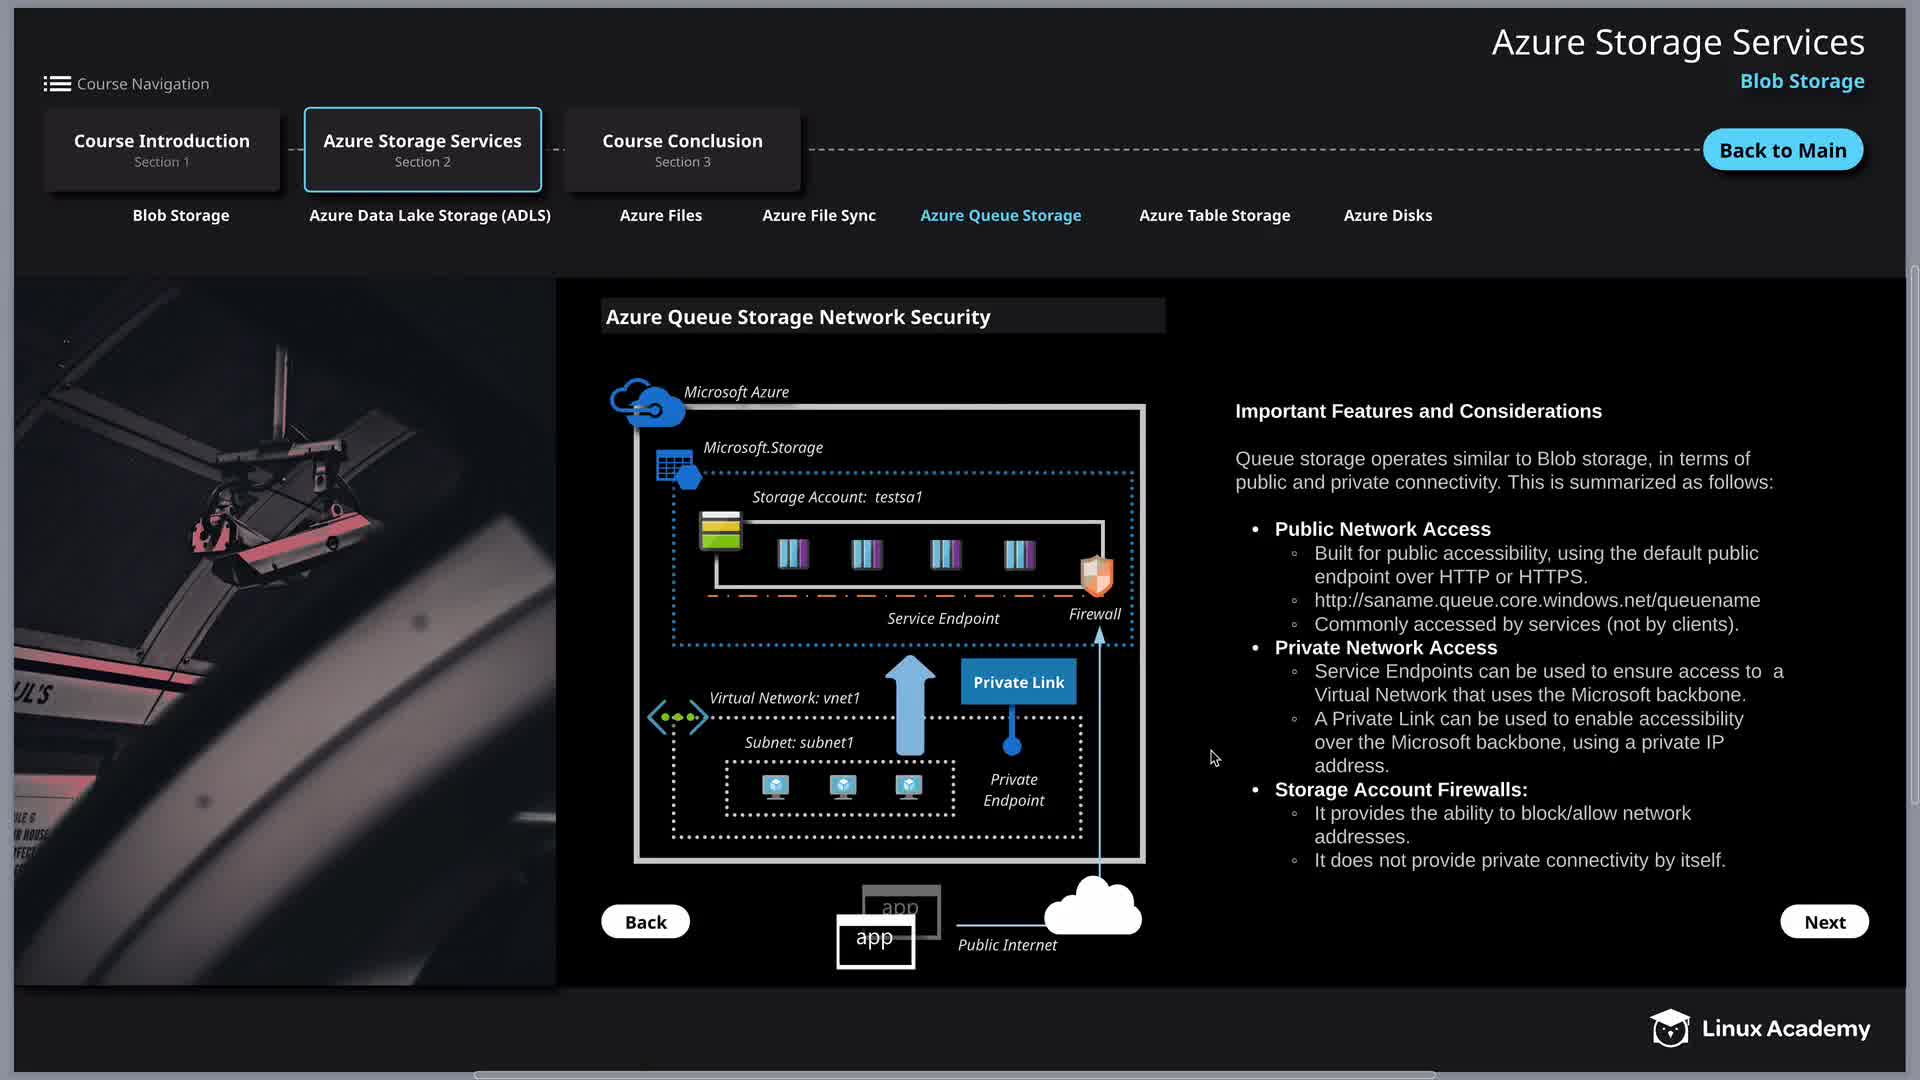 Azure Storage Services
Blob Storage
Course Navigation
Course Introduction
Section 1
Azure Storage Services
Section 2
Course Conclusion
Section 3
Back to Main
Blob Storage
Azure Data Lake Storage (ADLS)
Azure Files
Azure File Sync
Azure Queue Storage
Azure Table Storage
Azure Disks
UL'S
Azure Queue Storage Network Security
Microsoft Azure
Microsoft.Storage
Storage Account: testsa1
Service Endpoint
Firewall
Private Link
Virtual Network: vnet1
Subnet: subnet1
Private
Endpoint
app
app
Public Internet
Important Features and Considerations
Queue storage operates similar to Blob storage, in terms of
public and private connectivity. This is summarized as follows:
• Public Network Access
◦ Built for public accessibility, using the default public
endpoint over HTTP or HTTPS.
◦ http://saname.queue.core.windows.net/queuename
◦ Commonly accessed by services (not by clients).
• Private Network Access
◦ Service Endpoints can be used to ensure access to a
Virtual Network that uses the Microsoft backbone.
◦ A Private Link can be used to enable accessibility
over the Microsoft backbone, using a private IP
address.
• Storage Account Firewalls:
◦ It provides the ability to block/allow network
addresses.
◦ It does not provide private connectivity by itself.
Back
Next
Linux Academy